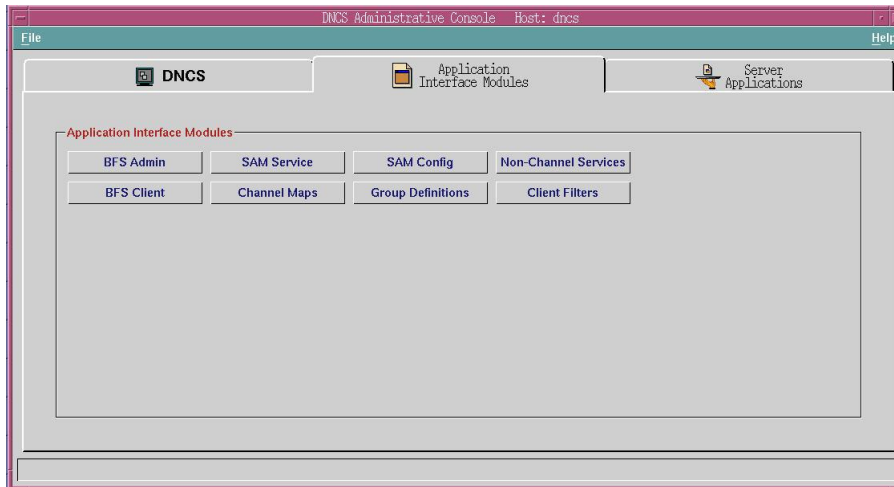 DNCS Administrative Console Host: dncs
File
Help
DNCS
Application
Interface Modules
Server
Applications
Application Interface Modules
BFS Admin
SAM Service
SAM Config
Non-Channel Services
BFS Client
Channel Maps
Group Definitions
Client Filters